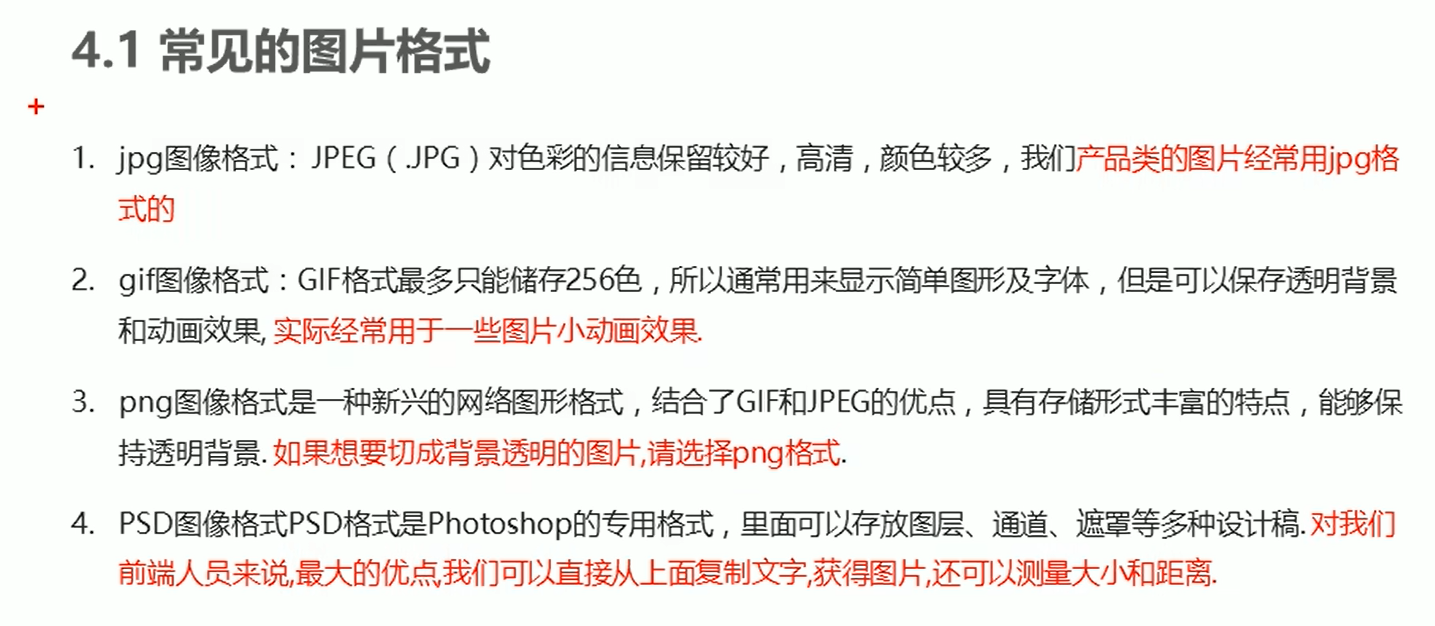 4.1 常见的图片格式
+
1. jpg图像格式：JPEG（.JPG）对色彩的信息保留较好，高清，颜色较多，我们产品类的图片经常用jpg格
式的
2. gif图像格式：GIF格式最多只能储存256色，所以通常用来显示简单图形及字体，但是可以保存透明背景
和动画效果, 实际经常用于一些图片小动画效果.
3. png图像格式是一种新兴的网络图形格式，结合了GIF和JPEG的优点，具有存储形式丰富的特点，能够保
持透明背景. 如果想要切成背景透明的图片,请选择png格式.
4. PSD图像格式PSD格式是Photoshop的专用格式，里面可以存放图层、通道、遮罩等多种设计稿. 对我们
前端人员来说,最大的优点,我们可以直接从上面复制文字,获得图片,还可以测量大小和距离.